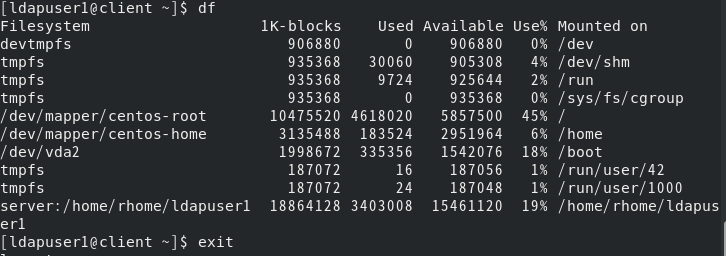 [ldapuser1@client ~]$ df
Filesystem                   1K-blocks    Used Available Use% Mounted on
devtmpfs                        906880       0    906880   0% /dev
tmpfs                           935368   30060    905308   4% /dev/shm
tmpfs                           935368    9724    925644   2% /run
tmpfs                           935368       0    935368   0% /sys/fs/cgroup
/dev/mapper/centos-root       10475520 4618020   5857500  45% /
/dev/mapper/centos-home        3135488  183524   2951964   6% /home
/dev/vda2                      1998672  335356   1542076  18% /boot
tmpfs                           187072      16    187056   1% /run/user/42
tmpfs                           187072      24    187048   1% /run/user/1000
server:/home/rhome/ldapuser1  18864128 3403008  15461120  19% /home/rhome/ldapus
er1
[ldapuser1@client ~]$ exit